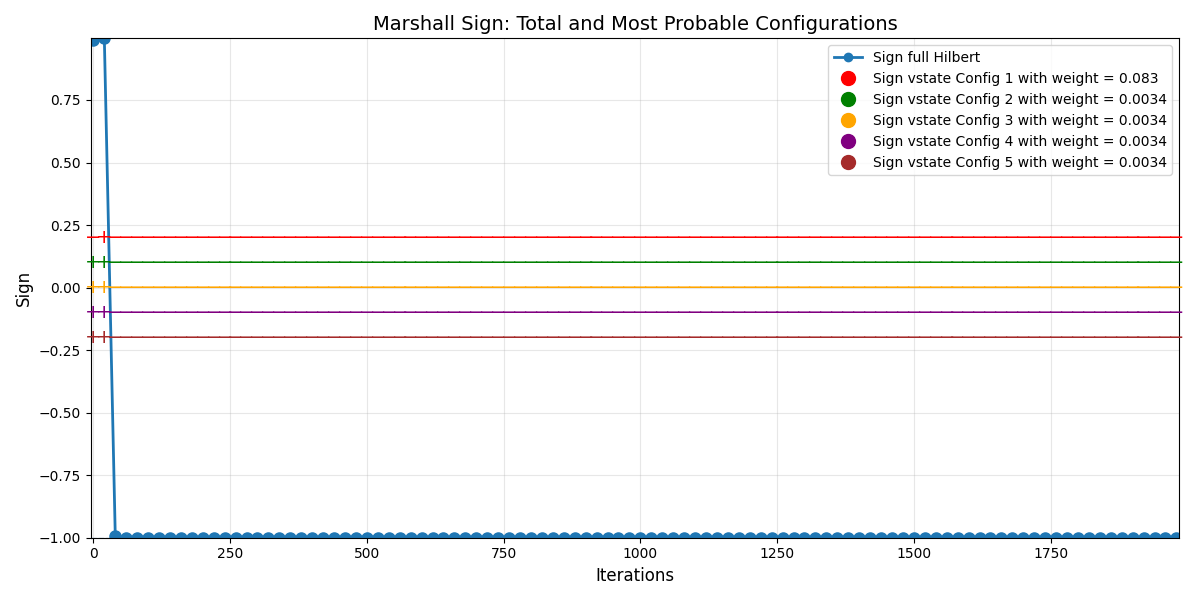 Marshall Sign: Total and Most Probable Configurations
Sign full Hilbert
Sign vstate Config 1 with weight = 0.083
Sign vstate Config 2 with weight = 0.0034
Sign vstate Config 3 with weight = 0.0034
Sign vstate Config 4 with weight = 0.0034
Sign vstate Config 5 with weight = 0.0034
Sign
0.75
0.50
0.25
0.00
−0.25
−0.50
−0.75
−1.00
0 250 500 750 1000 1250 1500 1750
Iterations